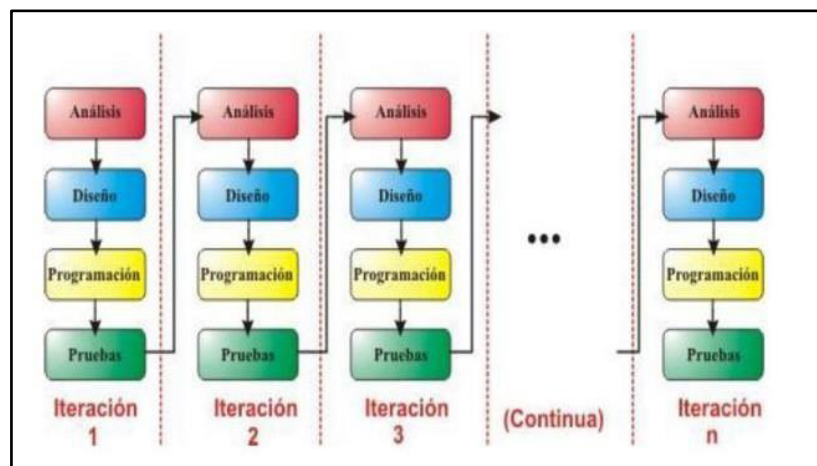 Análisis
Análisis
Análisis
Análisis
Diseño
Diseño
Diseño
Diseño
...
Programación
Programación
Programación
Programación
Pruebas
Pruebas
Pruebas
Pruebas
Iteración
1
Iteración
2
Iteración
3
(Continua)
Iteración
n